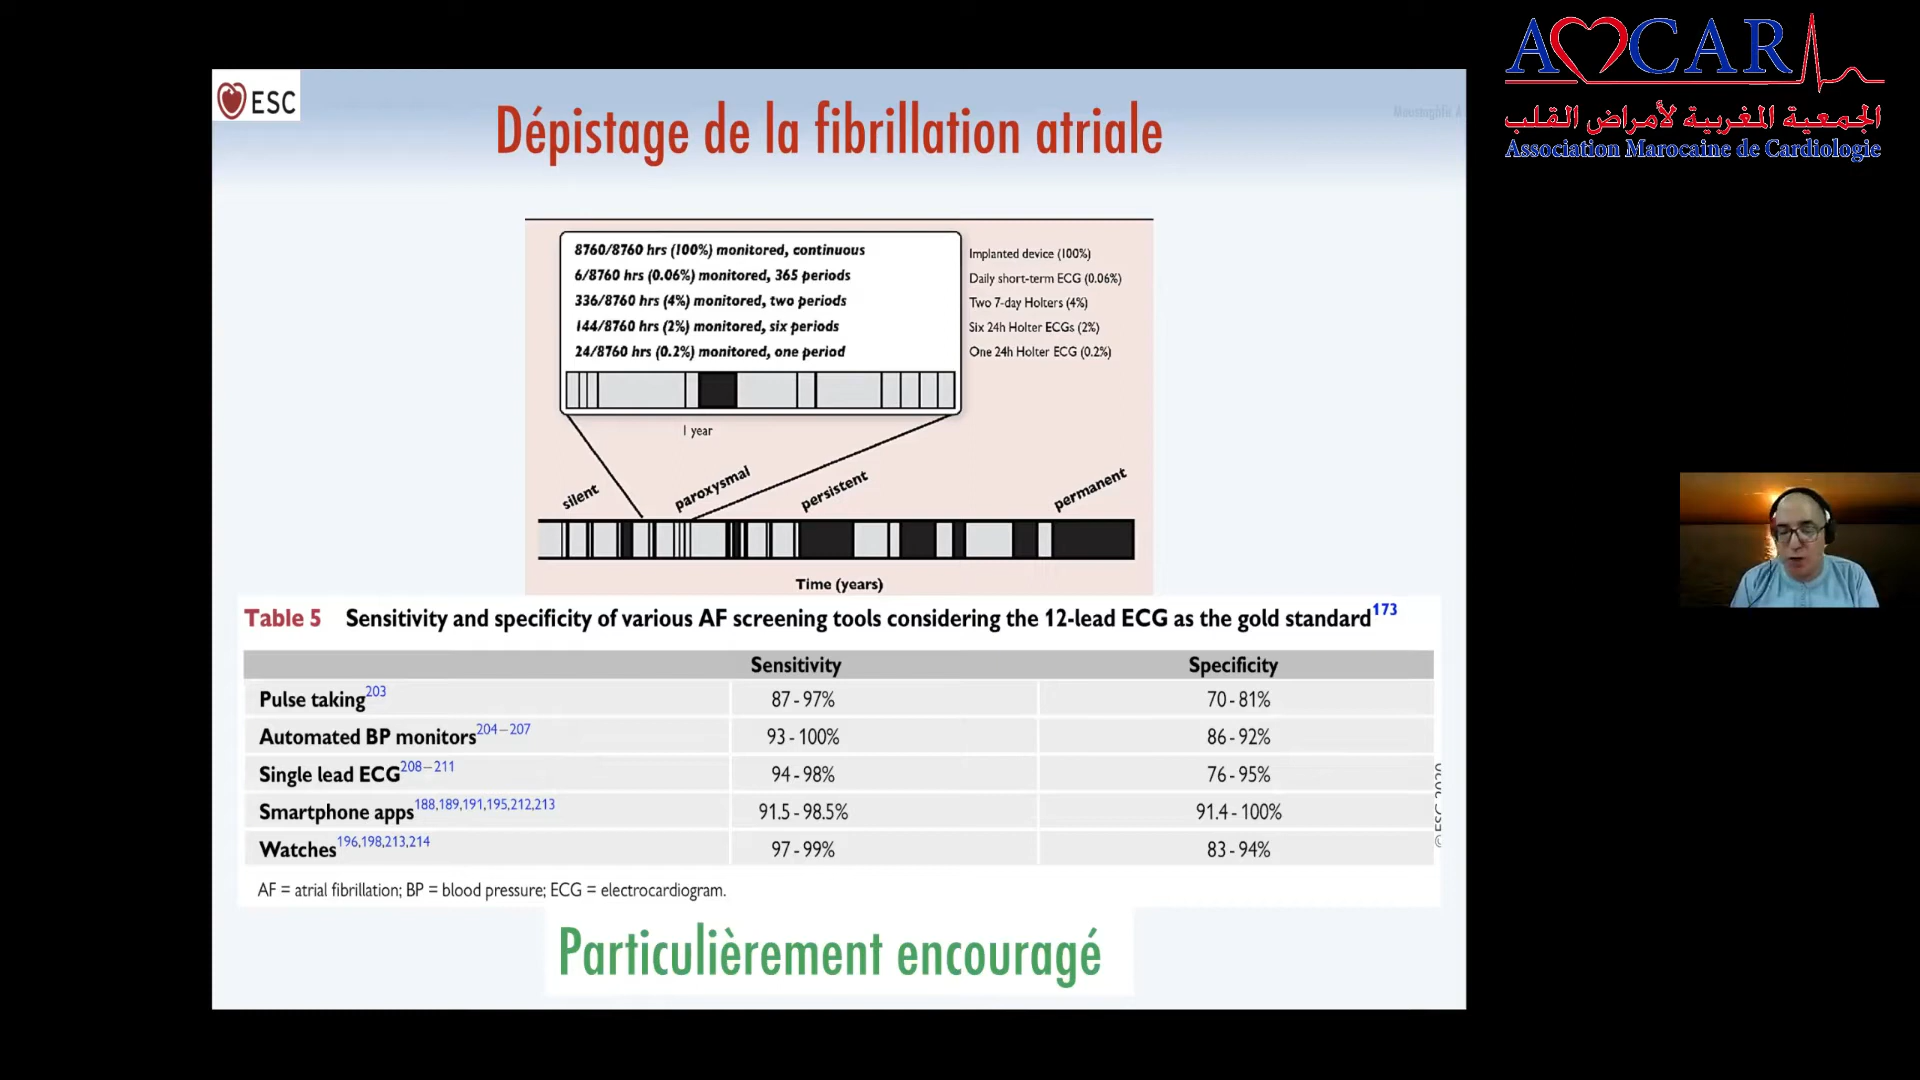 AMCAR
الجمعية المغربية لأمراض القلب
Association Marocaine de Cardiologie
ESC
Dépistage de la fibrillation atriale
8760/8760 hrs (100%) monitored, continuous
6/8760 hrs (0.06%) monitored, 365 periods
336/8760 hrs (4%) monitored, two periods
144/8760 hrs (2%) monitored, six periods
24/8760 hrs (0.2%) monitored, one period
Implanted device (100%)
Daily short-term ECG (0.06%)
Two 7-day Holters (4%)
Six 24h Holter ECGs (2%)
One 24h Holter ECG (0.2%)
1 year
silent
paroxysmal
persistent
permanent
Time (years)
Table 5 Sensitivity and specificity of various AF screening tools considering the 12-lead ECG as the gold standard173
Sensitivity Specificity
Pulse taking203 87 - 97% 70 - 81%
Automated BP monitors204–207 93 - 100% 86 - 92%
Single lead ECG208–211 94 - 98% 76 - 95%
Smartphone apps188,189,191,195,212,213 91.5 - 98.5% 91.4 - 100%
Watches196,198,213,214 97 - 99% 83 - 94%
©ESC 2020
AF = atrial fibrillation; BP = blood pressure; ECG = electrocardiogram.
Particulièrement encouragé